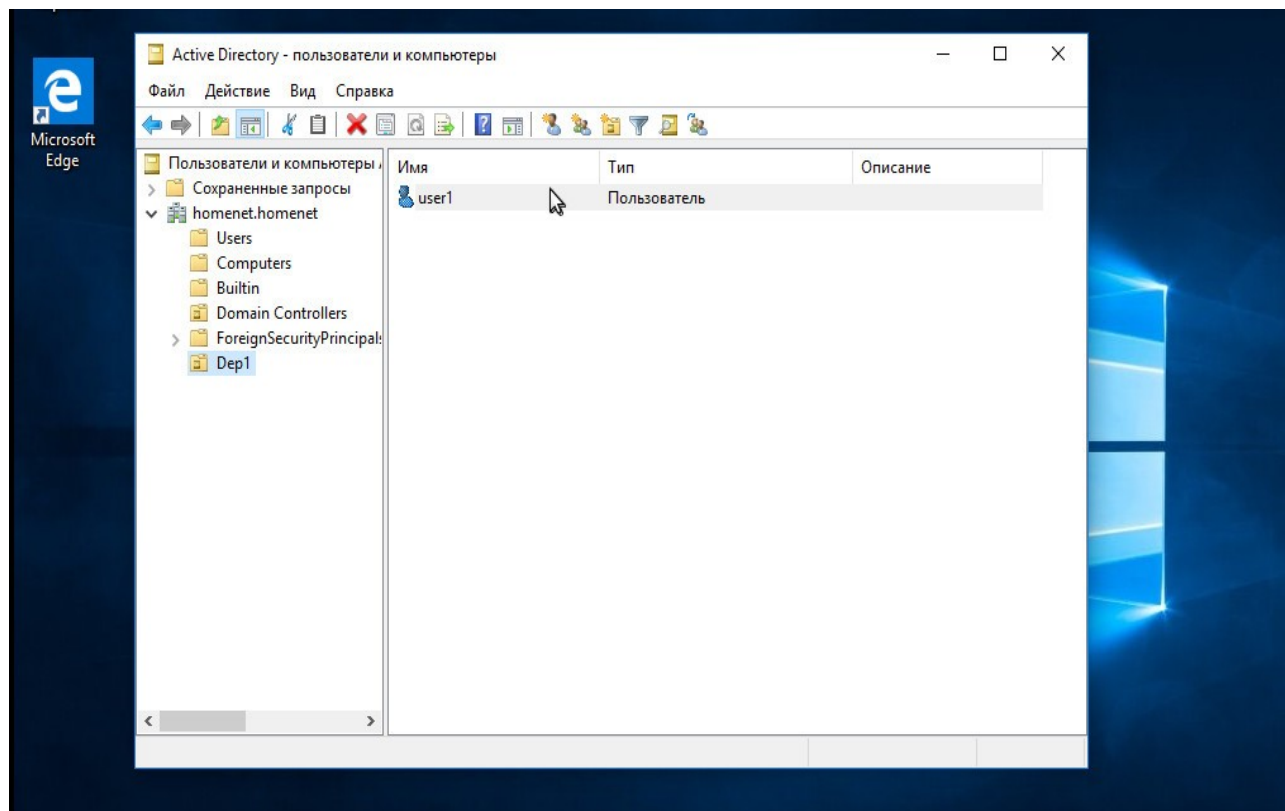 Microsoft
Edge
Active Directory - пользователи и компьютеры
Файл Действие Вид Справка
Пользователи и компьютеры
Сохраненные запросы
homenet.homenet
Users
Computers
Builtin
Domain Controllers
ForeignSecurityPrincipal
Dep1
Имя Тип Описание
user1 Пользователь